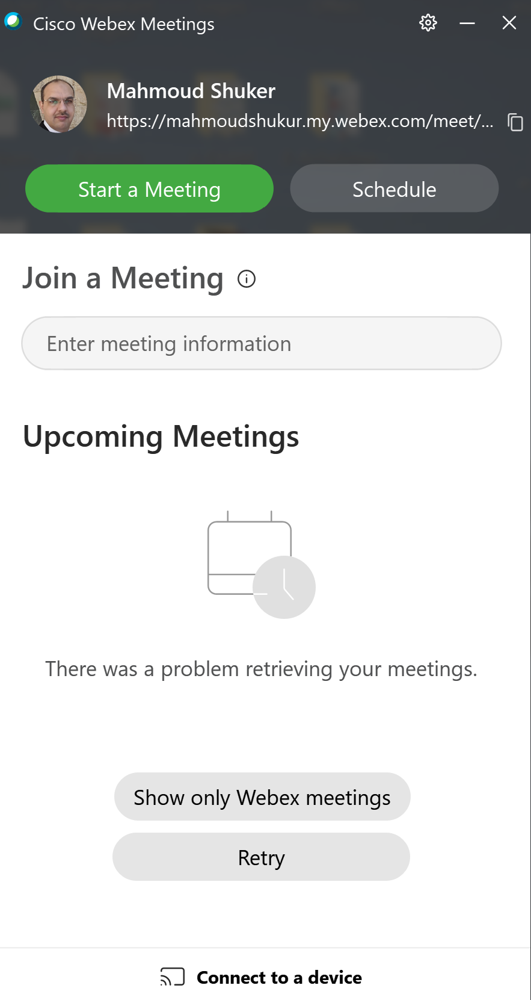 Cisco Webex Meetings
Mahmoud Shuker
https://mahmoudshukur.my.webex.com/meet/...
Start a Meeting
Schedule
Join a Meeting
Enter meeting information
Upcoming Meetings
There was a problem retrieving your meetings.
Show only Webex meetings
Retry
Connect to a device